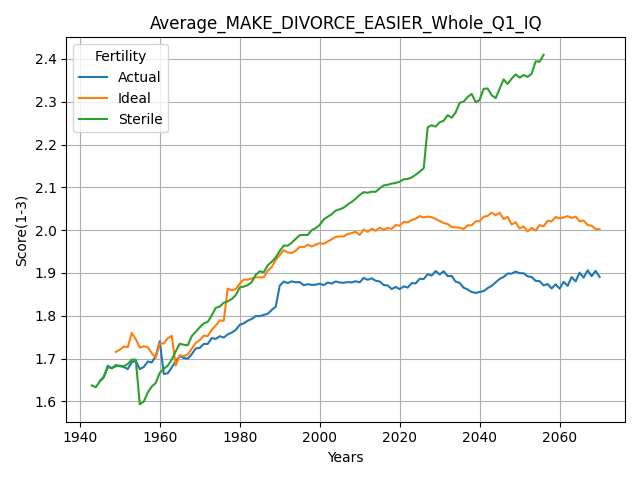 Average_MAKE_DIVORCE_EASIER_Whole_Q1_IQ
Fertility
Actual
Ideal
Sterile
Score(1-3)
2.4
2.3
2.2
2.1
2.0
1.9
1.8
1.7
1.6
1940 1960 1980 2000 2020 2040 2060
Years